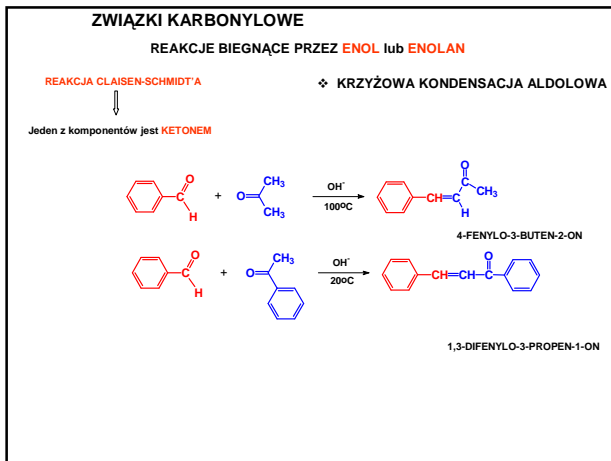 ZWIĄZKI KARBONYLOWE
REAKCJE BIEGNĄCE PRZEZ ENOL lub ENOLAN
REAKCJA CLAISEN-SCHMIDT'A
❖ KRZYŻOWA KONDENSACJA ALDOLOWA
Jeden z komponentów jest KETONEM
O
C
H
+
O
CH3
CH3
OH-
100oC
CH=C
H
C
O
CH3
4-FENYLO-3-BUTEN-2-ON
O
C
H
+
O
CH3
OH-
20oC
CH=CH-C
O
1,3-DIFENYLO-3-PROPEN-1-ON